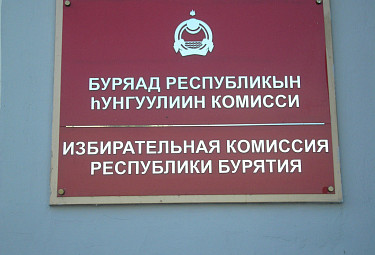 БУРЯАД РЕСПУБЛИКЫН
һУНГУУЛИИН КОМИССИ
ИЗБИРАТЕЛЬНАЯ КОМИССИЯ
РЕСПУБЛИКИ БУРЯТИЯ